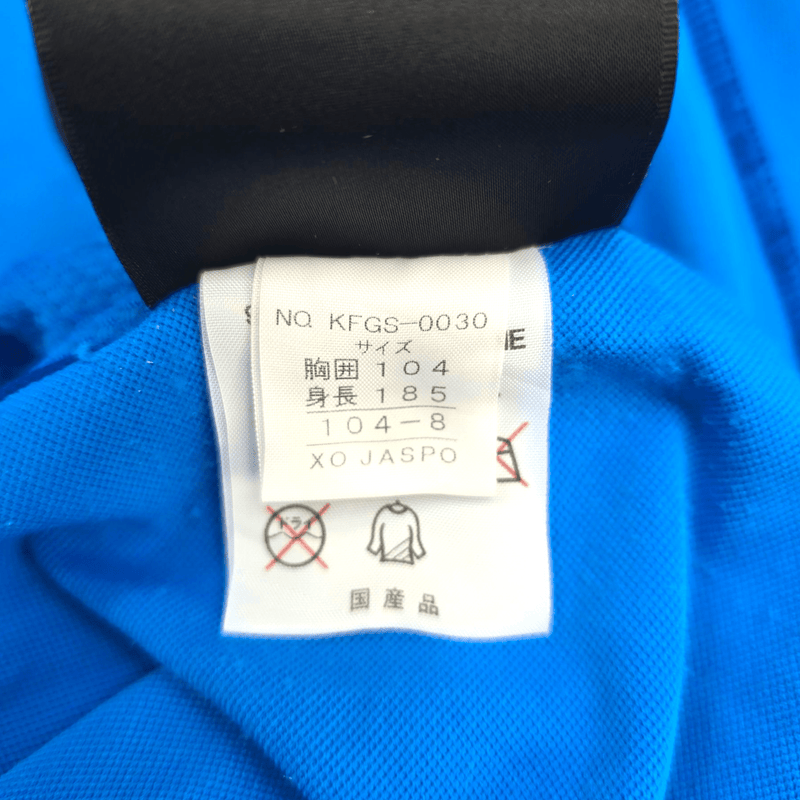 NO. KFGS-0030
サイズ
胸囲 104
身長 185
104-8
XO JASPO
ドライ
国産品